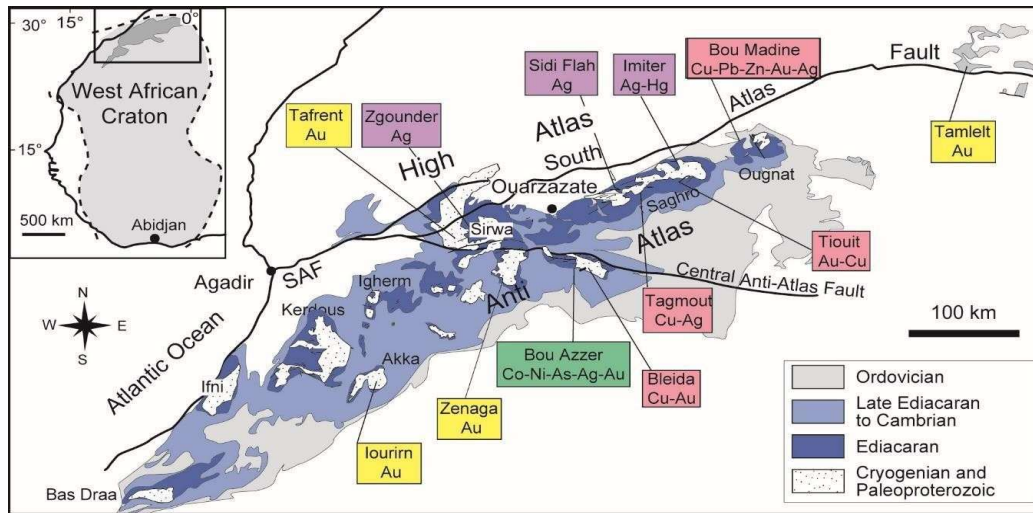 30°
15°
0°
West African
Craton
15°
500 km
Abidjan
Tafrent
Au
Zgounder
Ag
Sidi Flah
Ag
Imiter
Ag-Hg
Bou Madine
Cu-Pb-Zn-Au-Ag
Fault
Atlas
Tamlelt
Au
High
Atlas
South
Ouarzazate
Ougnat
Saghro
Sirwa
Atlas
Tiouit
Au-Cu
Agadir
SAF
Igherm
Anti
Central Anti-Atlas Fault
Tagmout
Cu-Ag
Kerdous
N
W
E
S
100 km
Atlantic Ocean
Akka
Bou Azzer
Co-Ni-As-Ag-Au
Bleida
Cu-Au
Ifni
Zenaga
Au
Iourirn
Au
Bas Draa
Ordovician
Late Ediacaran
to Cambrian
Ediacaran
Cryogenian and
Paleoproterozoic